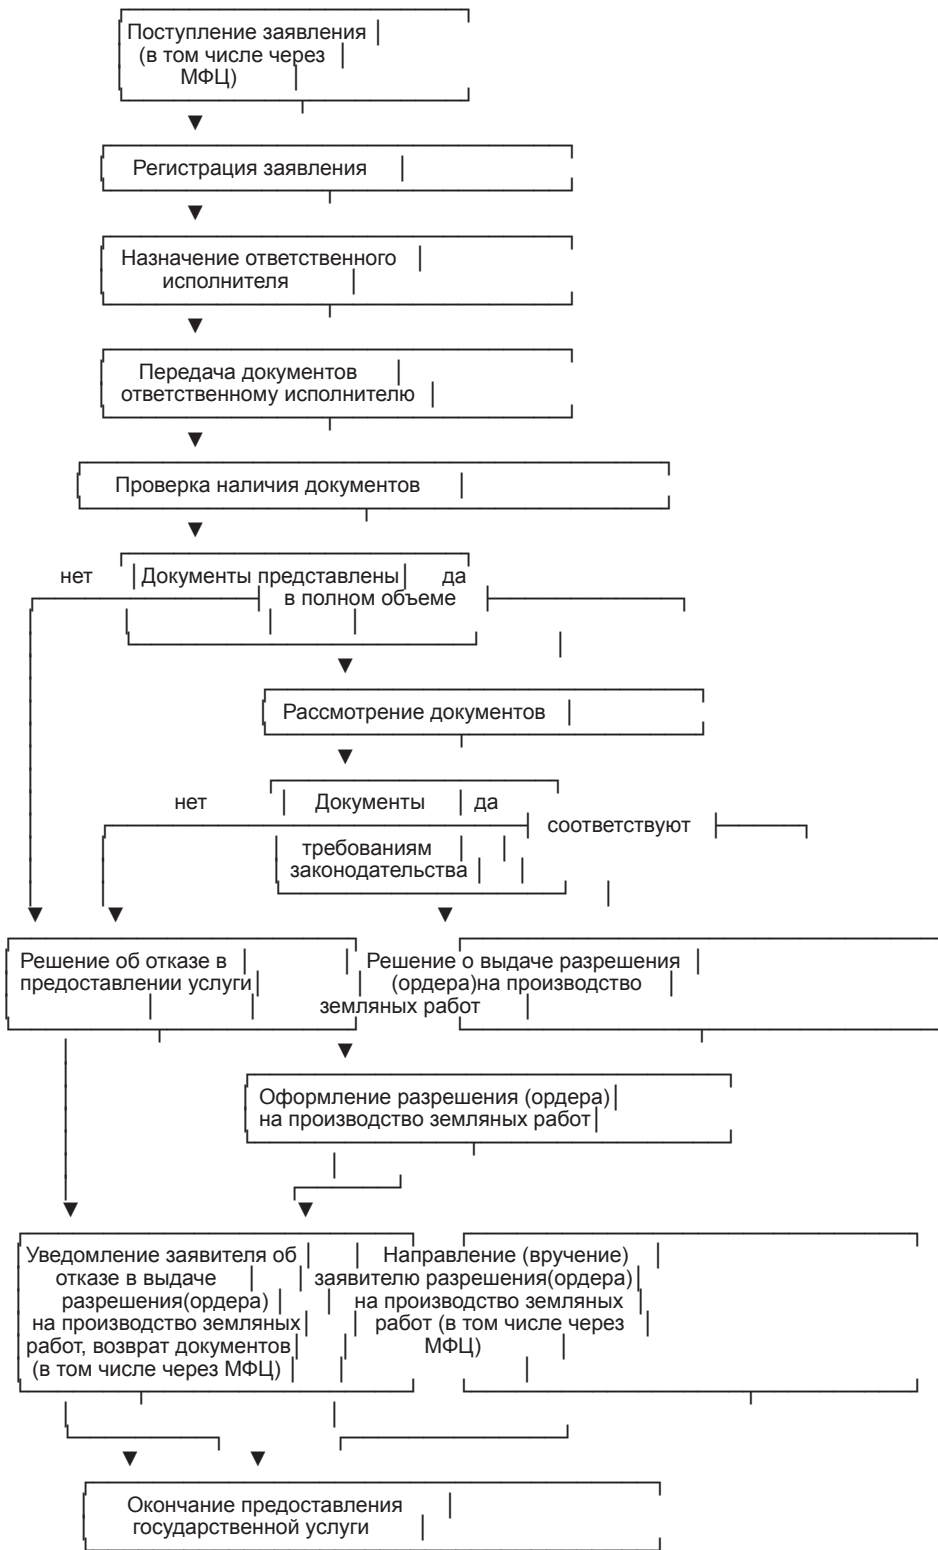 Поступление заявления
(в том числе через
МФЦ)
Регистрация заявления
Назначение ответственного
исполнителя
Передача документов
ответственному исполнителю
Проверка наличия документов
нет Документы представлены да
в полном объеме
Рассмотрение документов
нет Документы да
соответствуют
требованиям
законодательства
Решение об отказе в
предоставлении услуги
Решение о выдаче разрешения
(ордера)на производство
земляных работ
Оформление разрешения (ордера)
на производство земляных работ
Уведомление заявителя об
отказе в выдаче
разрешения(ордера)
на производство земляных
работ, возврат документов
(в том числе через МФЦ)
Направление (вручение)
заявителю разрешения(ордера)
на производство земляных
работ (в том числе через
МФЦ)
Окончание предоставления
государственной услуги